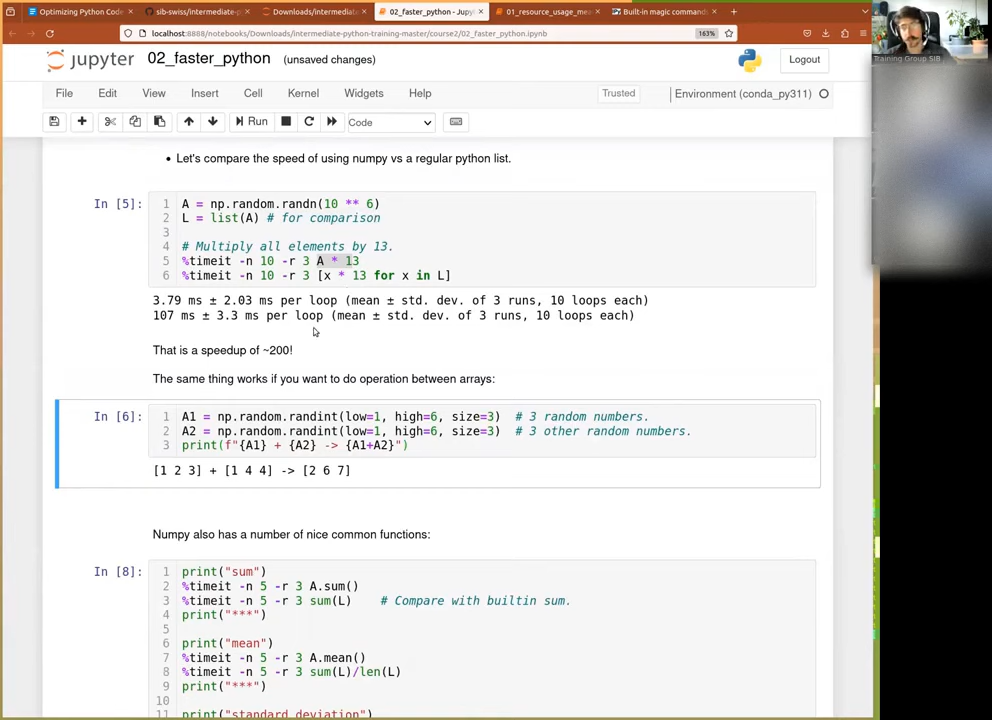 Optimizing Python Code
sib-swiss/intermediate-p
Downloads/intermediate
02_faster_python - Jupy
01_resource_usage_me
Built-in magic command
localhost:8888/notebooks/Downloads/intermediate-python-training-master/course2/02_faster_python.ipynb
163%
Training Group SIB
jupyter 02_faster_python (unsaved changes)
Logout
File Edit View Insert Cell Kernel Widgets Help
Trusted
Environment (conda_py311)
Run
Code
• Let's compare the speed of using numpy vs a regular python list.
In [5]:
1 A = np.random.randn(10 ** 6)
2 L = list(A) # for comparison
3
4 # Multiply all elements by 13.
5 %timeit -n 10 -r 3 A * 13
6 %timeit -n 10 -r 3 [x * 13 for x in L]
3.79 ms ± 2.03 ms per loop (mean ± std. dev. of 3 runs, 10 loops each)
107 ms ± 3.3 ms per loop (mean ± std. dev. of 3 runs, 10 loops each)
That is a speedup of ~200!
The same thing works if you want to do operation between arrays:
In [6]:
1 A1 = np.random.randint(low=1, high=6, size=3) # 3 random numbers.
2 A2 = np.random.randint(low=1, high=6, size=3) # 3 other random numbers.
3 print(f"{A1} + {A2} -> {A1+A2}")
[1 2 3] + [1 4 4] -> [2 6 7]
Numpy also has a number of nice common functions:
In [8]:
1 print("sum")
2 %timeit -n 5 -r 3 A.sum()
3 %timeit -n 5 -r 3 sum(L) # Compare with builtin sum.
4 print("***")
5
6 print("mean")
7 %timeit -n 5 -r 3 A.mean()
8 %timeit -n 5 -r 3 sum(L)/len(L)
9 print("***")
10
11 print("standard deviation")